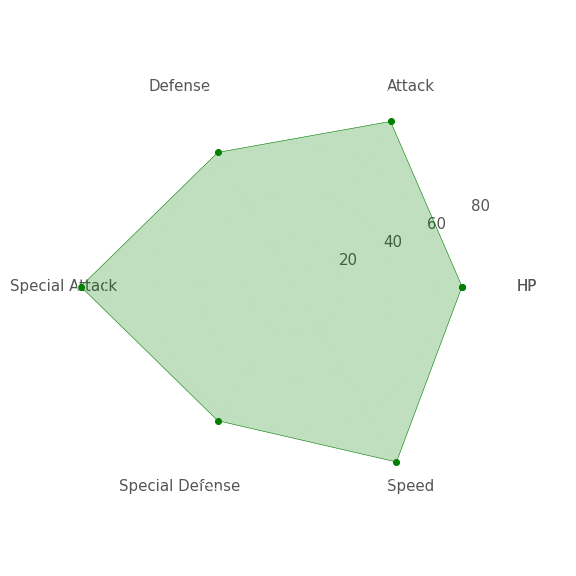 Defense
Attack
80
60
40
20
Special Attack
HP
Special Defense
Speed